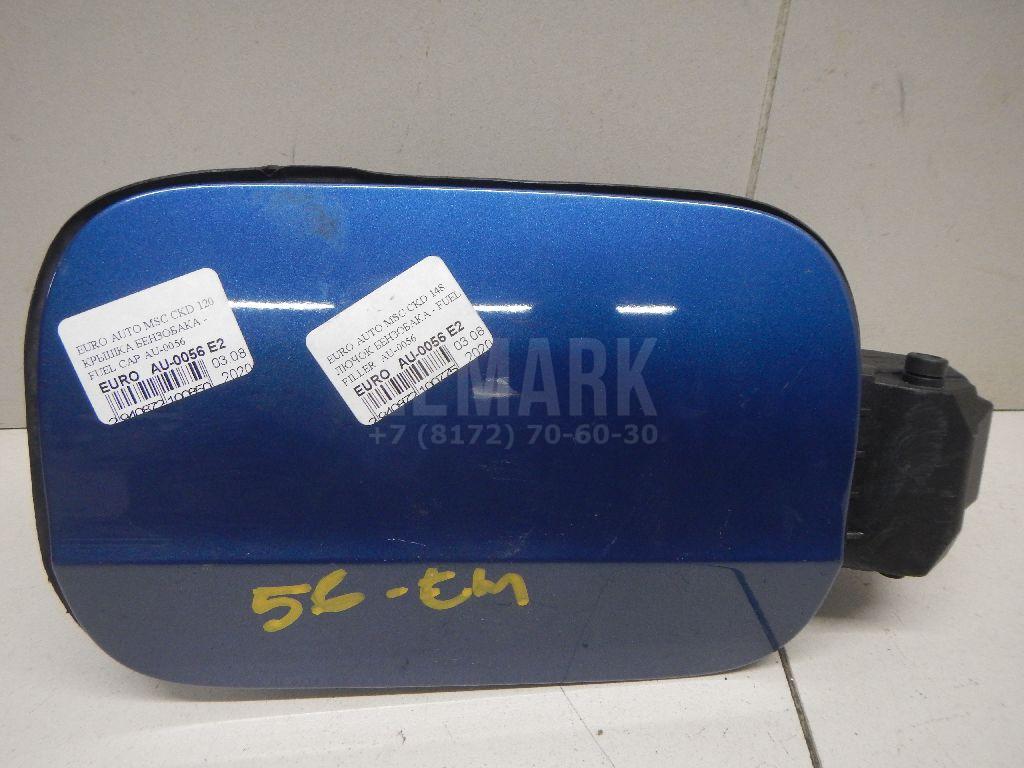 EURO AUTO MSC CKD 120
КРЫШКА БЕНЗОБАКА -
FUEL CAP AU-0056
EURO AU-0056 E2
03.08
2020
EURO AUTO MSC CKD 148
ЛЮЧОК БЕНЗОБАКА - FUEL
FILLER AU-0056
EURO AU-0056 E2
03.08
2020
MARK
+7 (8172) 70-60-30
56-EM